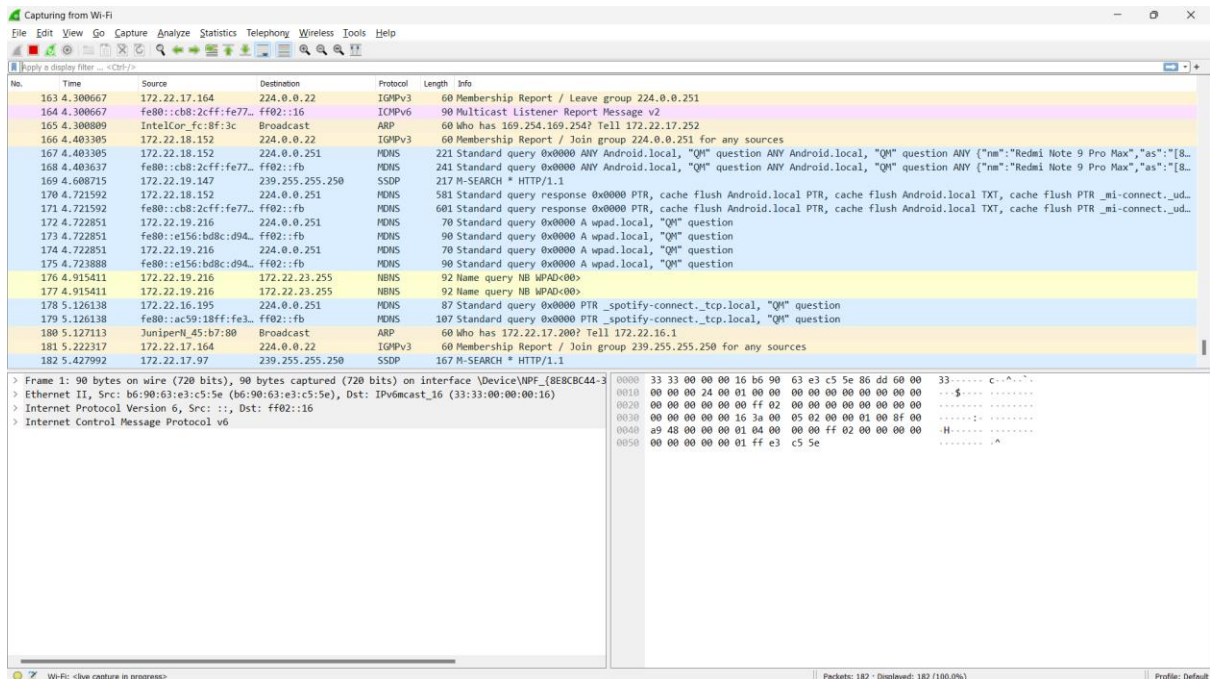 Capturing from Wi-Fi
File Edit View Go Capture Analyze Statistics Telephony Wireless Tools Help
Apply a display filter ... <Ctrl-/>
No. Time Source Destination Protocol Length Info
163 4.300667 172.22.17.164 224.0.0.22 IGMPv3 60 Membership Report / Leave group 224.0.0.251
164 4.300667 fe80::cb8:2cff:fe77… ff02::16 ICMPv6 90 Multicast Listener Report Message v2
165 4.300809 IntelCor_fc:8f:3c Broadcast ARP 60 Who has 169.254.169.254? Tell 172.22.17.252
166 4.403305 172.22.18.152 224.0.0.22 IGMPv3 60 Membership Report / Join group 224.0.0.251 for any sources
167 4.403305 172.22.18.152 224.0.0.251 MDNS 221 Standard query 0x0000 ANY Android.local, "QM" question ANY Android.local, "QM" question ANY {"nm":"Redmi Note 9 Pro Max","as":"[8…
168 4.403637 fe80::cb8:2cff:fe77… ff02::fb MDNS 241 Standard query 0x0000 ANY Android.local, "QM" question ANY Android.local, "QM" question ANY {"nm":"Redmi Note 9 Pro Max","as":"[8…
169 4.608715 172.22.19.147 239.255.255.250 SSDP 217 M-SEARCH * HTTP/1.1
170 4.721592 172.22.18.152 224.0.0.251 MDNS 581 Standard query response 0x0000 PTR, cache flush Android.local PTR, cache flush Android.local TXT, cache flush PTR _mi-connect._ud…
171 4.721592 fe80::cb8:2cff:fe77… ff02::fb MDNS 601 Standard query response 0x0000 PTR, cache flush Android.local PTR, cache flush Android.local TXT, cache flush PTR _mi-connect._ud…
172 4.722851 172.22.19.216 224.0.0.251 MDNS 70 Standard query 0x0000 A wpad.local, "QM" question
173 4.722851 fe80::e156:bd8c:d94… ff02::fb MDNS 90 Standard query 0x0000 A wpad.local, "QM" question
174 4.722851 172.22.19.216 224.0.0.251 MDNS 70 Standard query 0x0000 A wpad.local, "QM" question
175 4.723888 fe80::e156:bd8c:d94… ff02::fb MDNS 90 Standard query 0x0000 A wpad.local, "QM" question
176 4.915411 172.22.19.216 172.22.23.255 NBNS 92 Name query NB WPAD<00>
177 4.915411 172.22.19.216 172.22.23.255 NBNS 92 Name query NB WPAD<00>
178 5.126138 172.22.16.195 224.0.0.251 MDNS 87 Standard query 0x0000 PTR _spotify-connect._tcp.local, "QM" question
179 5.126138 fe80::ac59:18ff:fe3… ff02::fb MDNS 107 Standard query 0x0000 PTR _spotify-connect._tcp.local, "QM" question
180 5.127113 JuniperN_45:b7:80 Broadcast ARP 60 Who has 172.22.17.200? Tell 172.22.16.1
181 5.222317 172.22.17.164 224.0.0.22 IGMPv3 60 Membership Report / Join group 239.255.255.250 for any sources
182 5.427992 172.22.17.97 239.255.255.250 SSDP 167 M-SEARCH * HTTP/1.1
> Frame 1: 90 bytes on wire (720 bits), 90 bytes captured (720 bits) on interface \Device\NPF_{8E8CBC44-3
> Ethernet II, Src: b6:90:63:e3:c5:5e (b6:90:63:e3:c5:5e), Dst: IPv6mcast_16 (33:33:00:00:00:16)
> Internet Protocol Version 6, Src: ::, Dst: ff02::16
> Internet Control Message Protocol v6
0000 33 33 00 00 00 16 b6 90 63 e3 c5 5e 86 dd 60 00 33······ c··^··`·
0010 00 00 00 24 00 01 00 00 00 00 00 00 00 00 00 00 ···$···· ········
0020 00 00 00 00 00 00 ff 02 00 00 00 00 00 00 00 00 ········ ········
0030 00 00 00 00 00 16 3a 00 05 02 00 00 01 00 8f 00 ······:· ········
0040 a9 48 00 00 00 01 04 00 00 00 ff 02 00 00 00 00 ·H······ ········
0050 00 00 00 00 00 01 ff e3 c5 5e ········ ·^
Wi-Fi: <live capture in progress> Packets: 182 · Displayed: 182 (100.0%) Profile: Default